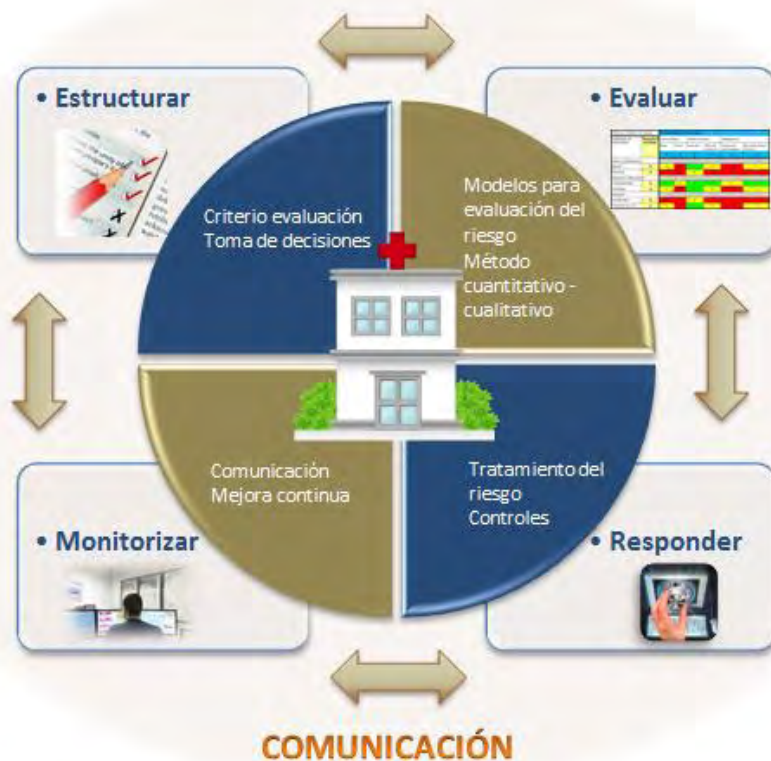 • Estructurar
• Evaluar
Criterio evaluación
Toma de decisiones
Modelos para
evaluación del
riesgo
Método
cuantitativo -
cualitativo
Comunicación
Mejora continua
Tratamiento del
riesgo
Controles
• Monitorizar
• Responder
COMUNICACIÓN